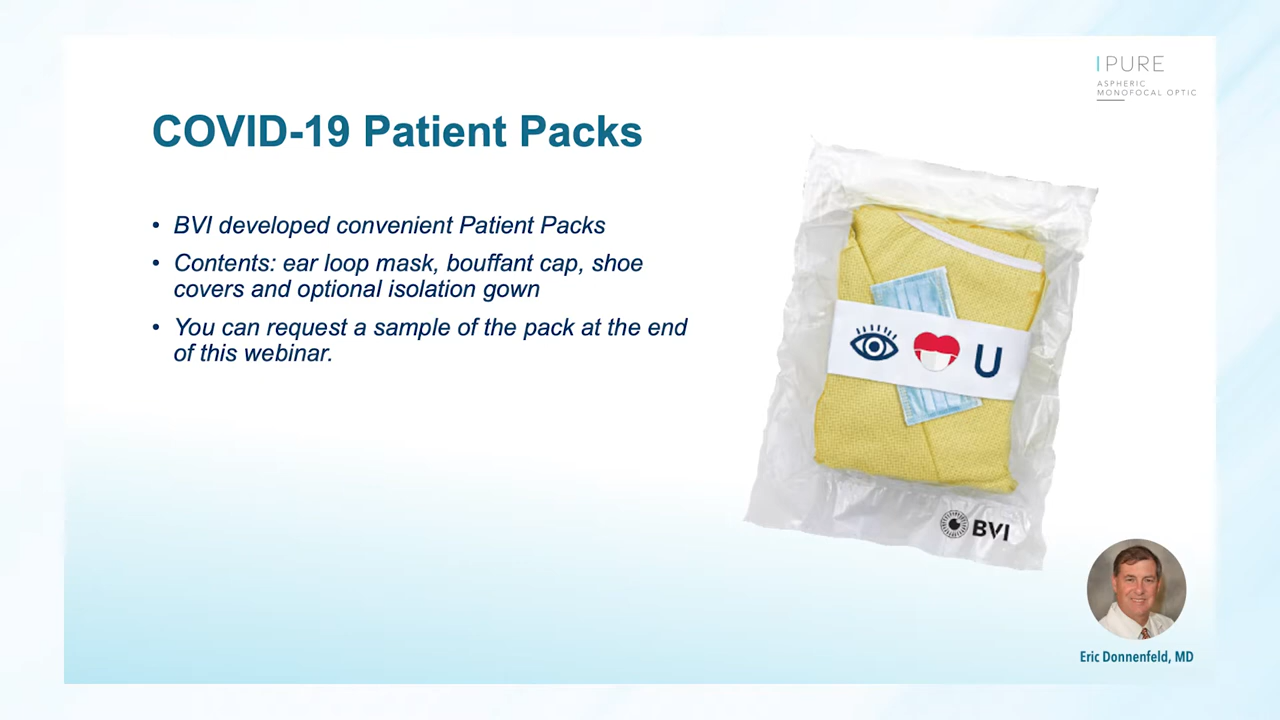 IPURE
ASPHERIC
MONOFOCAL OPTIC
COVID-19 Patient Packs
• BVI developed convenient Patient Packs
• Contents: ear loop mask, bouffant cap, shoe
covers and optional isolation gown
• You can request a sample of the pack at the end
of this webinar.
U
BVI
Eric Donnenfeld, MD